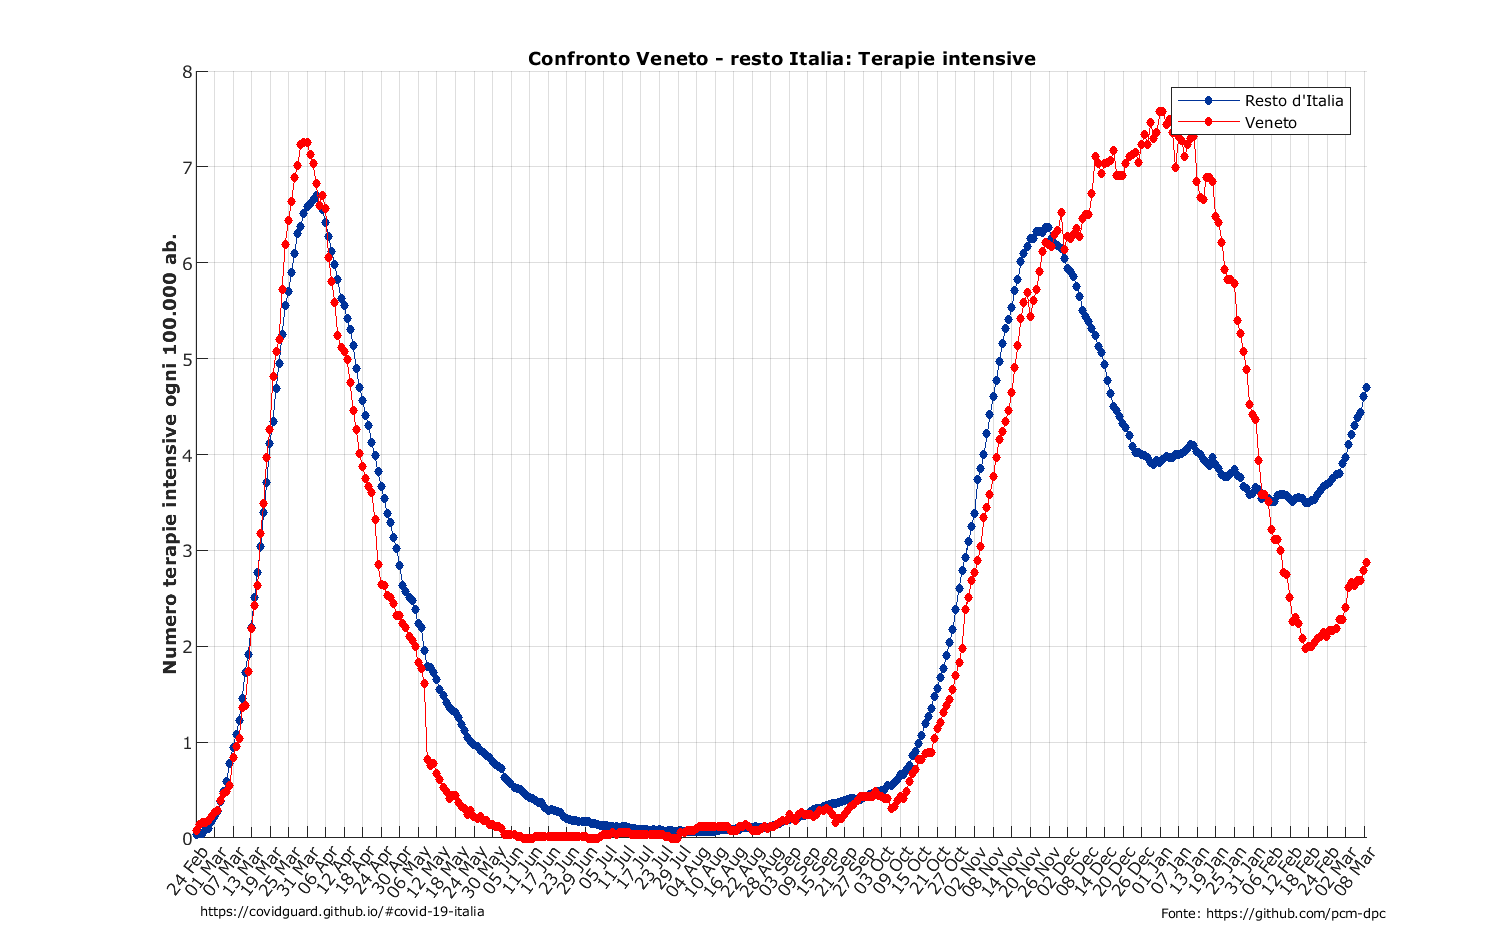 Confronto Veneto - resto Italia: Terapie intensive
Resto d'Italia
Veneto
Numero terapie intensive ogni 100.000 ab.
8
7
6
5
4
3
2
1
0
24 Feb
01 Mar
07 Mar
13 Mar
19 Mar
25 Mar
31 Mar
06 Apr
12 Apr
18 Apr
24 Apr
30 Apr
06 May
12 May
18 May
24 May
30 May
05 Jun
11 Jun
17 Jun
23 Jun
29 Jun
05 Jul
11 Jul
17 Jul
23 Jul
29 Jul
04 Aug
10 Aug
16 Aug
22 Aug
28 Aug
03 Sep
09 Sep
15 Sep
21 Sep
27 Sep
03 Oct
09 Oct
15 Oct
21 Oct
27 Oct
02 Nov
08 Nov
14 Nov
20 Nov
26 Nov
02 Dec
08 Dec
14 Dec
20 Dec
26 Dec
01 Jan
07 Jan
13 Jan
19 Jan
25 Jan
31 Jan
06 Feb
12 Feb
18 Feb
24 Feb
02 Mar
08 Mar
https://covidguard.github.io/#covid-19-italia
Fonte: https://github.com/pcm-dpc